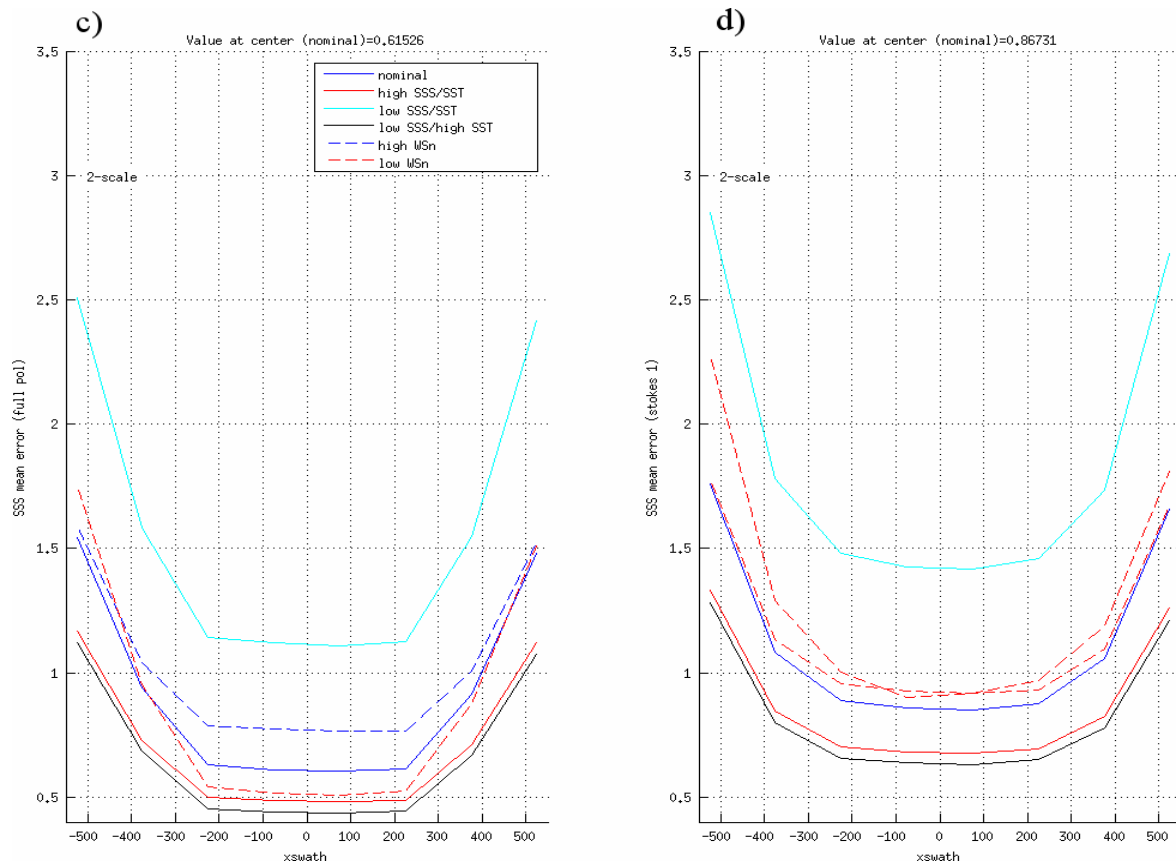 c)
Value at center (nominal)=0.61526
3.5
3
2.5
2
1.5
1
0.5
nominal
high SSS/SST
low SSS/SST
low SSS/high SST
high WSn
low WSn
2-scale
SSS mean error (full pol)
-500 -400 -300 -200 -100 0 100 200 300 400 500
xswath
d)
Value at center (nominal)=0.86731
3.5
3
2.5
2
1.5
1
0.5
2-scale
SSS mean error (stokes 1)
-500 -400 -300 -200 -100 0 100 200 300 400 500
xswath